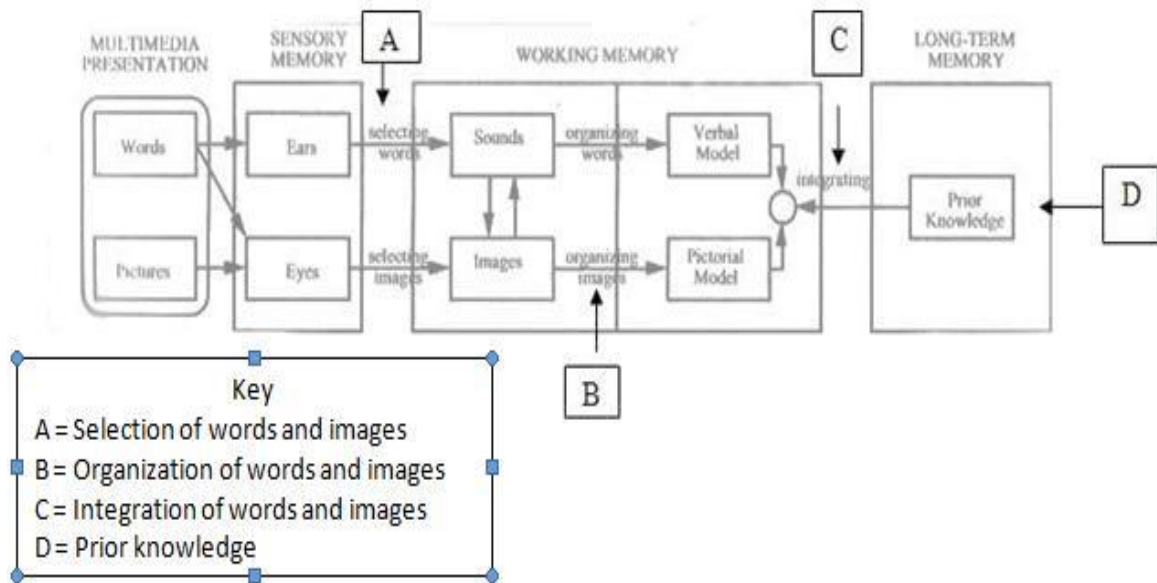 A
C
MULTIMEDIA
PRESENTATION
SENSORY
MEMORY
WORKING MEMORY
LONG-TERM
MEMORY
Words
Ears
selecting
words
Sounds
organizing
words
Verbal
Model
integrating
Prior
Knowledge
D
Pictures
Eyes
selecting
images
Images
organizing
images
Pictorial
Model
B
Key
A = Selection of words and images
B = Organization of words and images
C = Integration of words and images
D = Prior knowledge